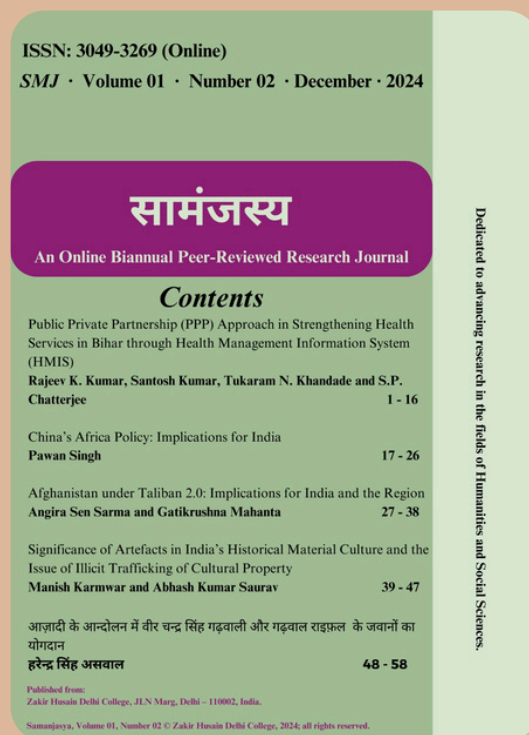 ISSN: 3049-3269 (Online)
SMJ · Volume 01 · Number 02 · December · 2024
सामंजस्य
An Online Biannual Peer-Reviewed Research Journal
Contents
Public Private Partnership (PPP) Approach in Strengthening Health
Services in Bihar through Health Management Information System
(HMIS)
Rajeev K. Kumar, Santosh Kumar, Tukaram N. Khandade and S.P.
Chatterjee 1 - 16
China's Africa Policy: Implications for India
Pawan Singh 17 - 26
Afghanistan under Taliban 2.0: Implications for India and the Region
Angira Sen Sarma and Gatikrushna Mahanta 27 - 38
Significance of Artefacts in India's Historical Material Culture and the
Issue of Illicit Trafficking of Cultural Property
Manish Karmwar and Abhash Kumar Saurav 39 - 47
आज़ादी के आन्दोलन में वीर चन्द्र सिंह गढ़वाली और गढ़वाल राइफ़ल के जवानों का
योगदान
हरेन्द्र सिंह असवाल 48 - 58
Published from:
Zakir Husain Delhi College, JLN Marg, Delhi – 110002, India.
Samanjasya, Volume 01, Number 02 © Zakir Husain Delhi College, 2024; all rights reserved.
Dedicated to advancing research in the fields of Humanities and Social Sciences.